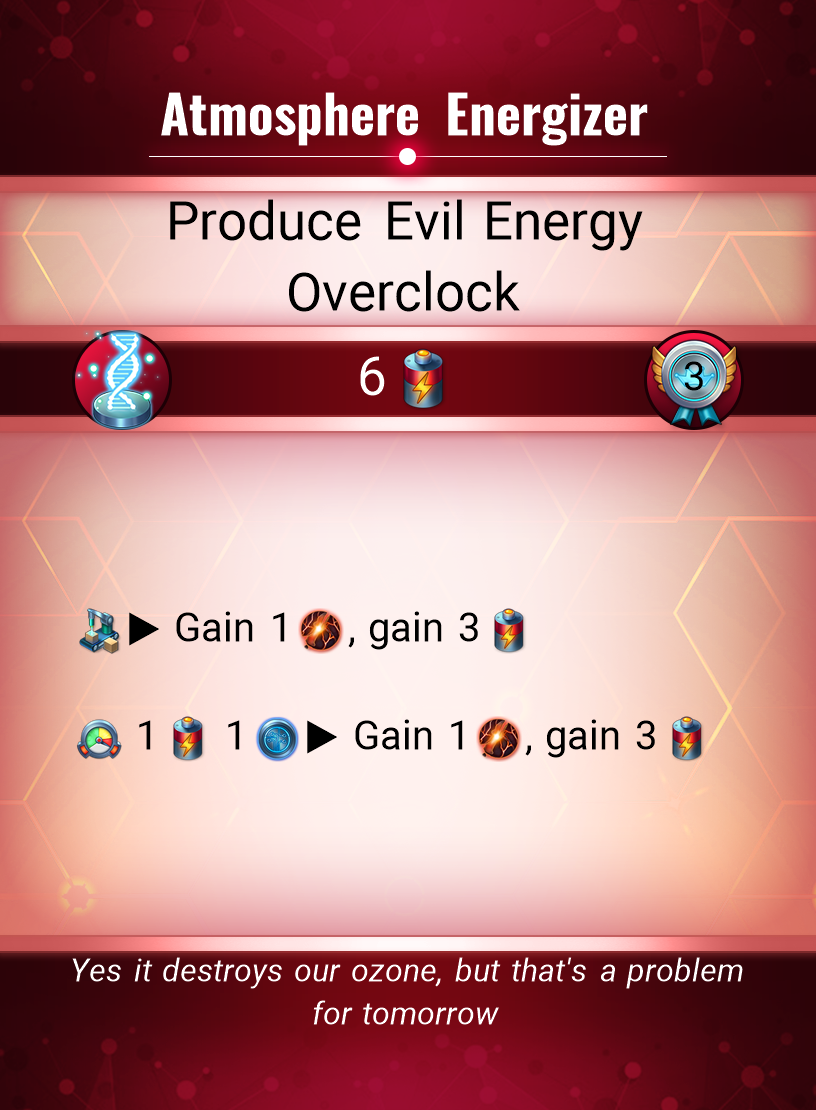 Atmosphere Energizer
Produce Evil Energy
Overclock
6
3
Gain 1 , gain 3
1 1 Gain 1 , gain 3
Yes it destroys our ozone, but that's a problem
for tomorrow